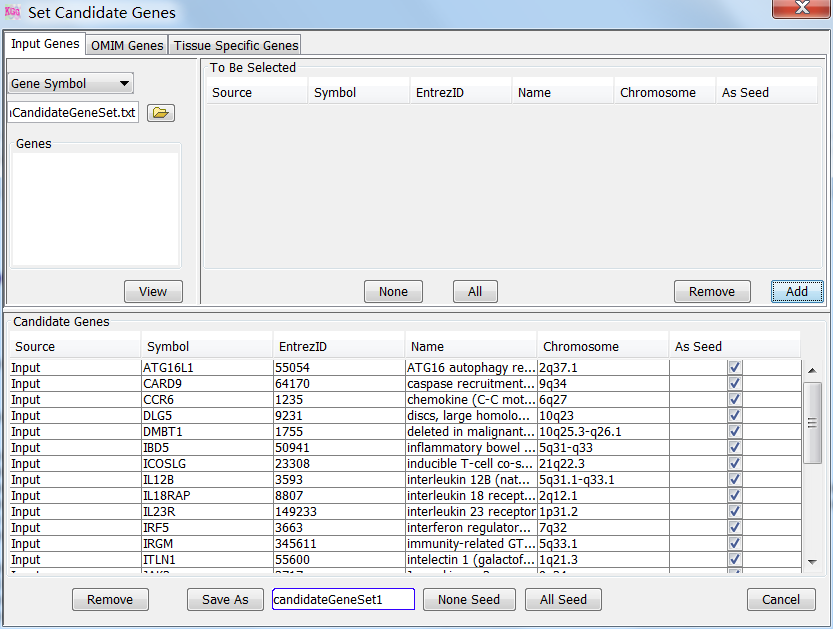 KGG Set Candidate Genes
Input Genes OMIM Genes Tissue Specific Genes
Gene Symbol
CandidateGeneSet.txt
Genes
View
To Be Selected
Source Symbol EntrezID Name Chromosome As Seed
None All Remove Add
Candidate Genes
Source Symbol EntrezID Name Chromosome As Seed
Input ATG16L1 55054 ATG16 autophagy re... 2q37.1
Input CARD9 64170 caspase recruitment... 9q34
Input CCR6 1235 chemokine (C-C mot... 6q27
Input DLG5 9231 discs, large homolo... 10q23
Input DMBT1 1755 deleted in malignant... 10q25.3-q26.1
Input IBD5 50941 inflammatory bowel ... 5q31-q33
Input ICOSLG 23308 inducible T-cell co-s... 21q22.3
Input IL12B 3593 interleukin 12B (nat... 5q31.1-q33.1
Input IL18RAP 8807 interleukin 18 recept... 2q12.1
Input IL23R 149233 interleukin 23 receptor 1p31.2
Input IRF5 3663 interferon regulator... 7q32
Input IRGM 345611 immunity-related GT... 5q33.1
Input ITLN1 55600 intelectin 1 (galactof... 1q21.3
Remove Save As candidateGeneSet1 None Seed All Seed Cancel